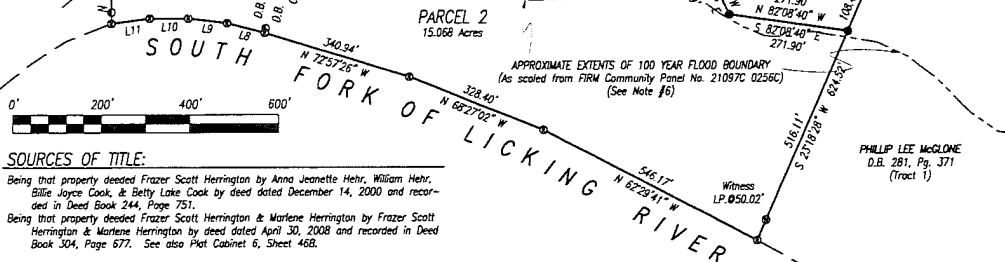 PARCEL 2
15.068 Acres
N 82°08'40" W
S 82°08'40" E
271.90'
108.
L11 L10 L9 L8
D.B.
D.B.
340.94'
N 72°57'26" W
328.40'
N 68°27'02" W
546.17'
N 62°29'41" W
SOUTH FORK OF LICKING RIVER
APPROXIMATE EXTENTS OF 100 YEAR FLOOD BOUNDARY
(As scaled from FIRM Community Panel No. 21097C 0256C)
(See Note #6)
516.11'
S 23°18'28" W 624.52'
PHILLIP LEE McGLONE
D.B. 281, Pg. 371
(Tract 1)
Witness
I.P.@50.02'
0' 200' 400' 600'
SOURCES OF TITLE:
Being that property deeded Frazer Scott Herrington by Anna Jeanette Hehr, William Hehr,
Billie Joyce Cook, & Betty Lake Cook by deed dated December 14, 2000 and recor-
ded in Deed Book 244, Page 751.
Being that property deeded Frazer Scott Herrington & Marlene Herrington by Frazer Scott
Herrington & Marlene Herrington by deed dated April 30, 2008 and recorded in Deed
Book 304, Page 677. See also Plat Cabinet 6, Sheet 46B.